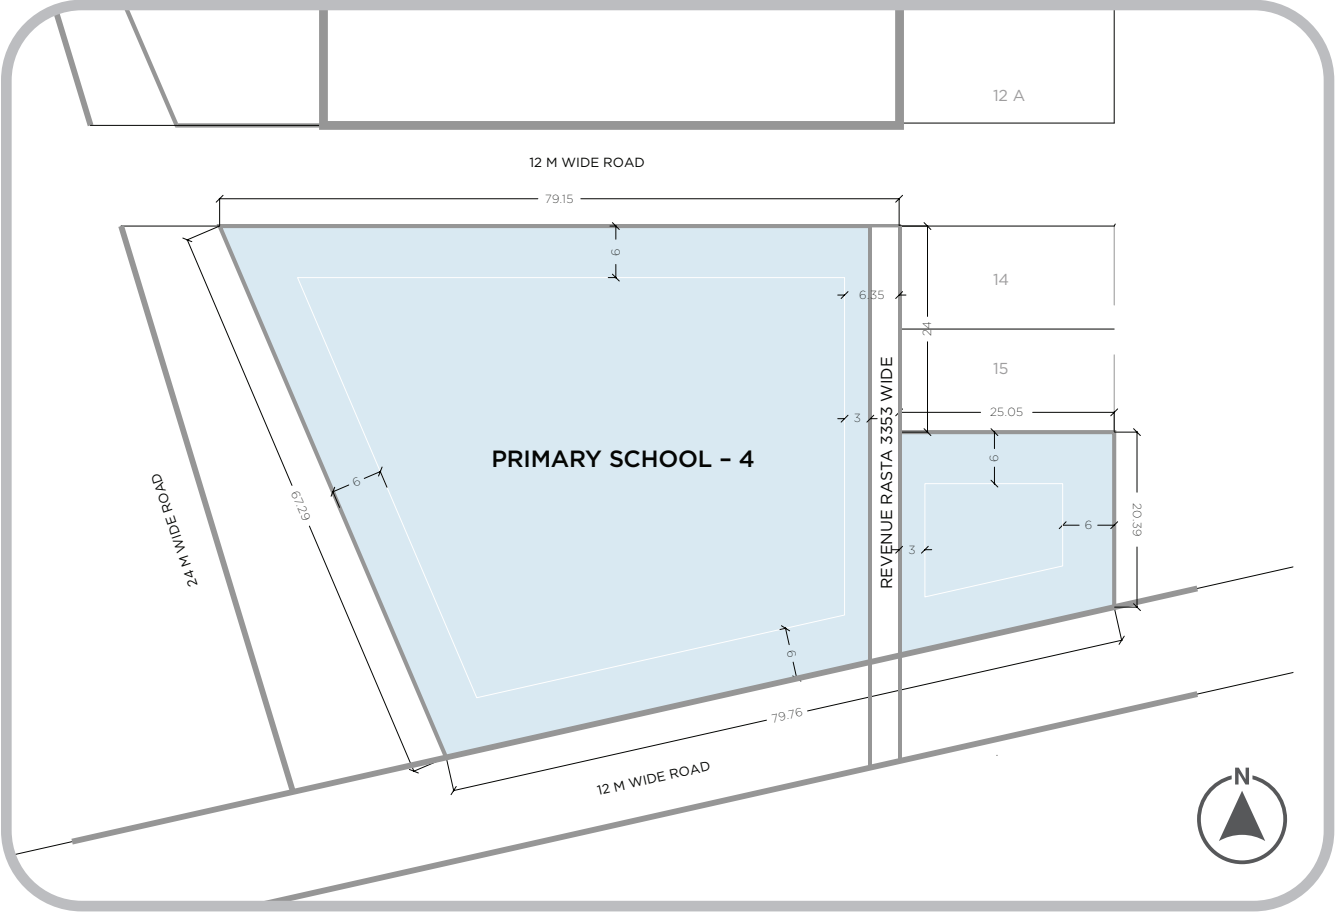 12 A
12 M WIDE ROAD
79.15
6
14
6.35
24
15
25.05
3
REVENUE RASTA 3353 WIDE
PRIMARY SCHOOL – 4
6
6
67.29
24 M WIDE ROAD
6
20.39
3
6
79.76
12 M WIDE ROAD
N